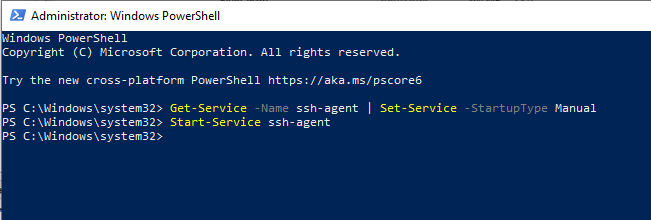 Administrator: Windows PowerShell
Windows PowerShell
Copyright (C) Microsoft Corporation. All rights reserved.
Try the new cross-platform PowerShell https://aka.ms/pscore6
PS C:\Windows\system32> Get-Service -Name ssh-agent | Set-Service -StartupType Manual
PS C:\Windows\system32> Start-Service ssh-agent
PS C:\Windows\system32>